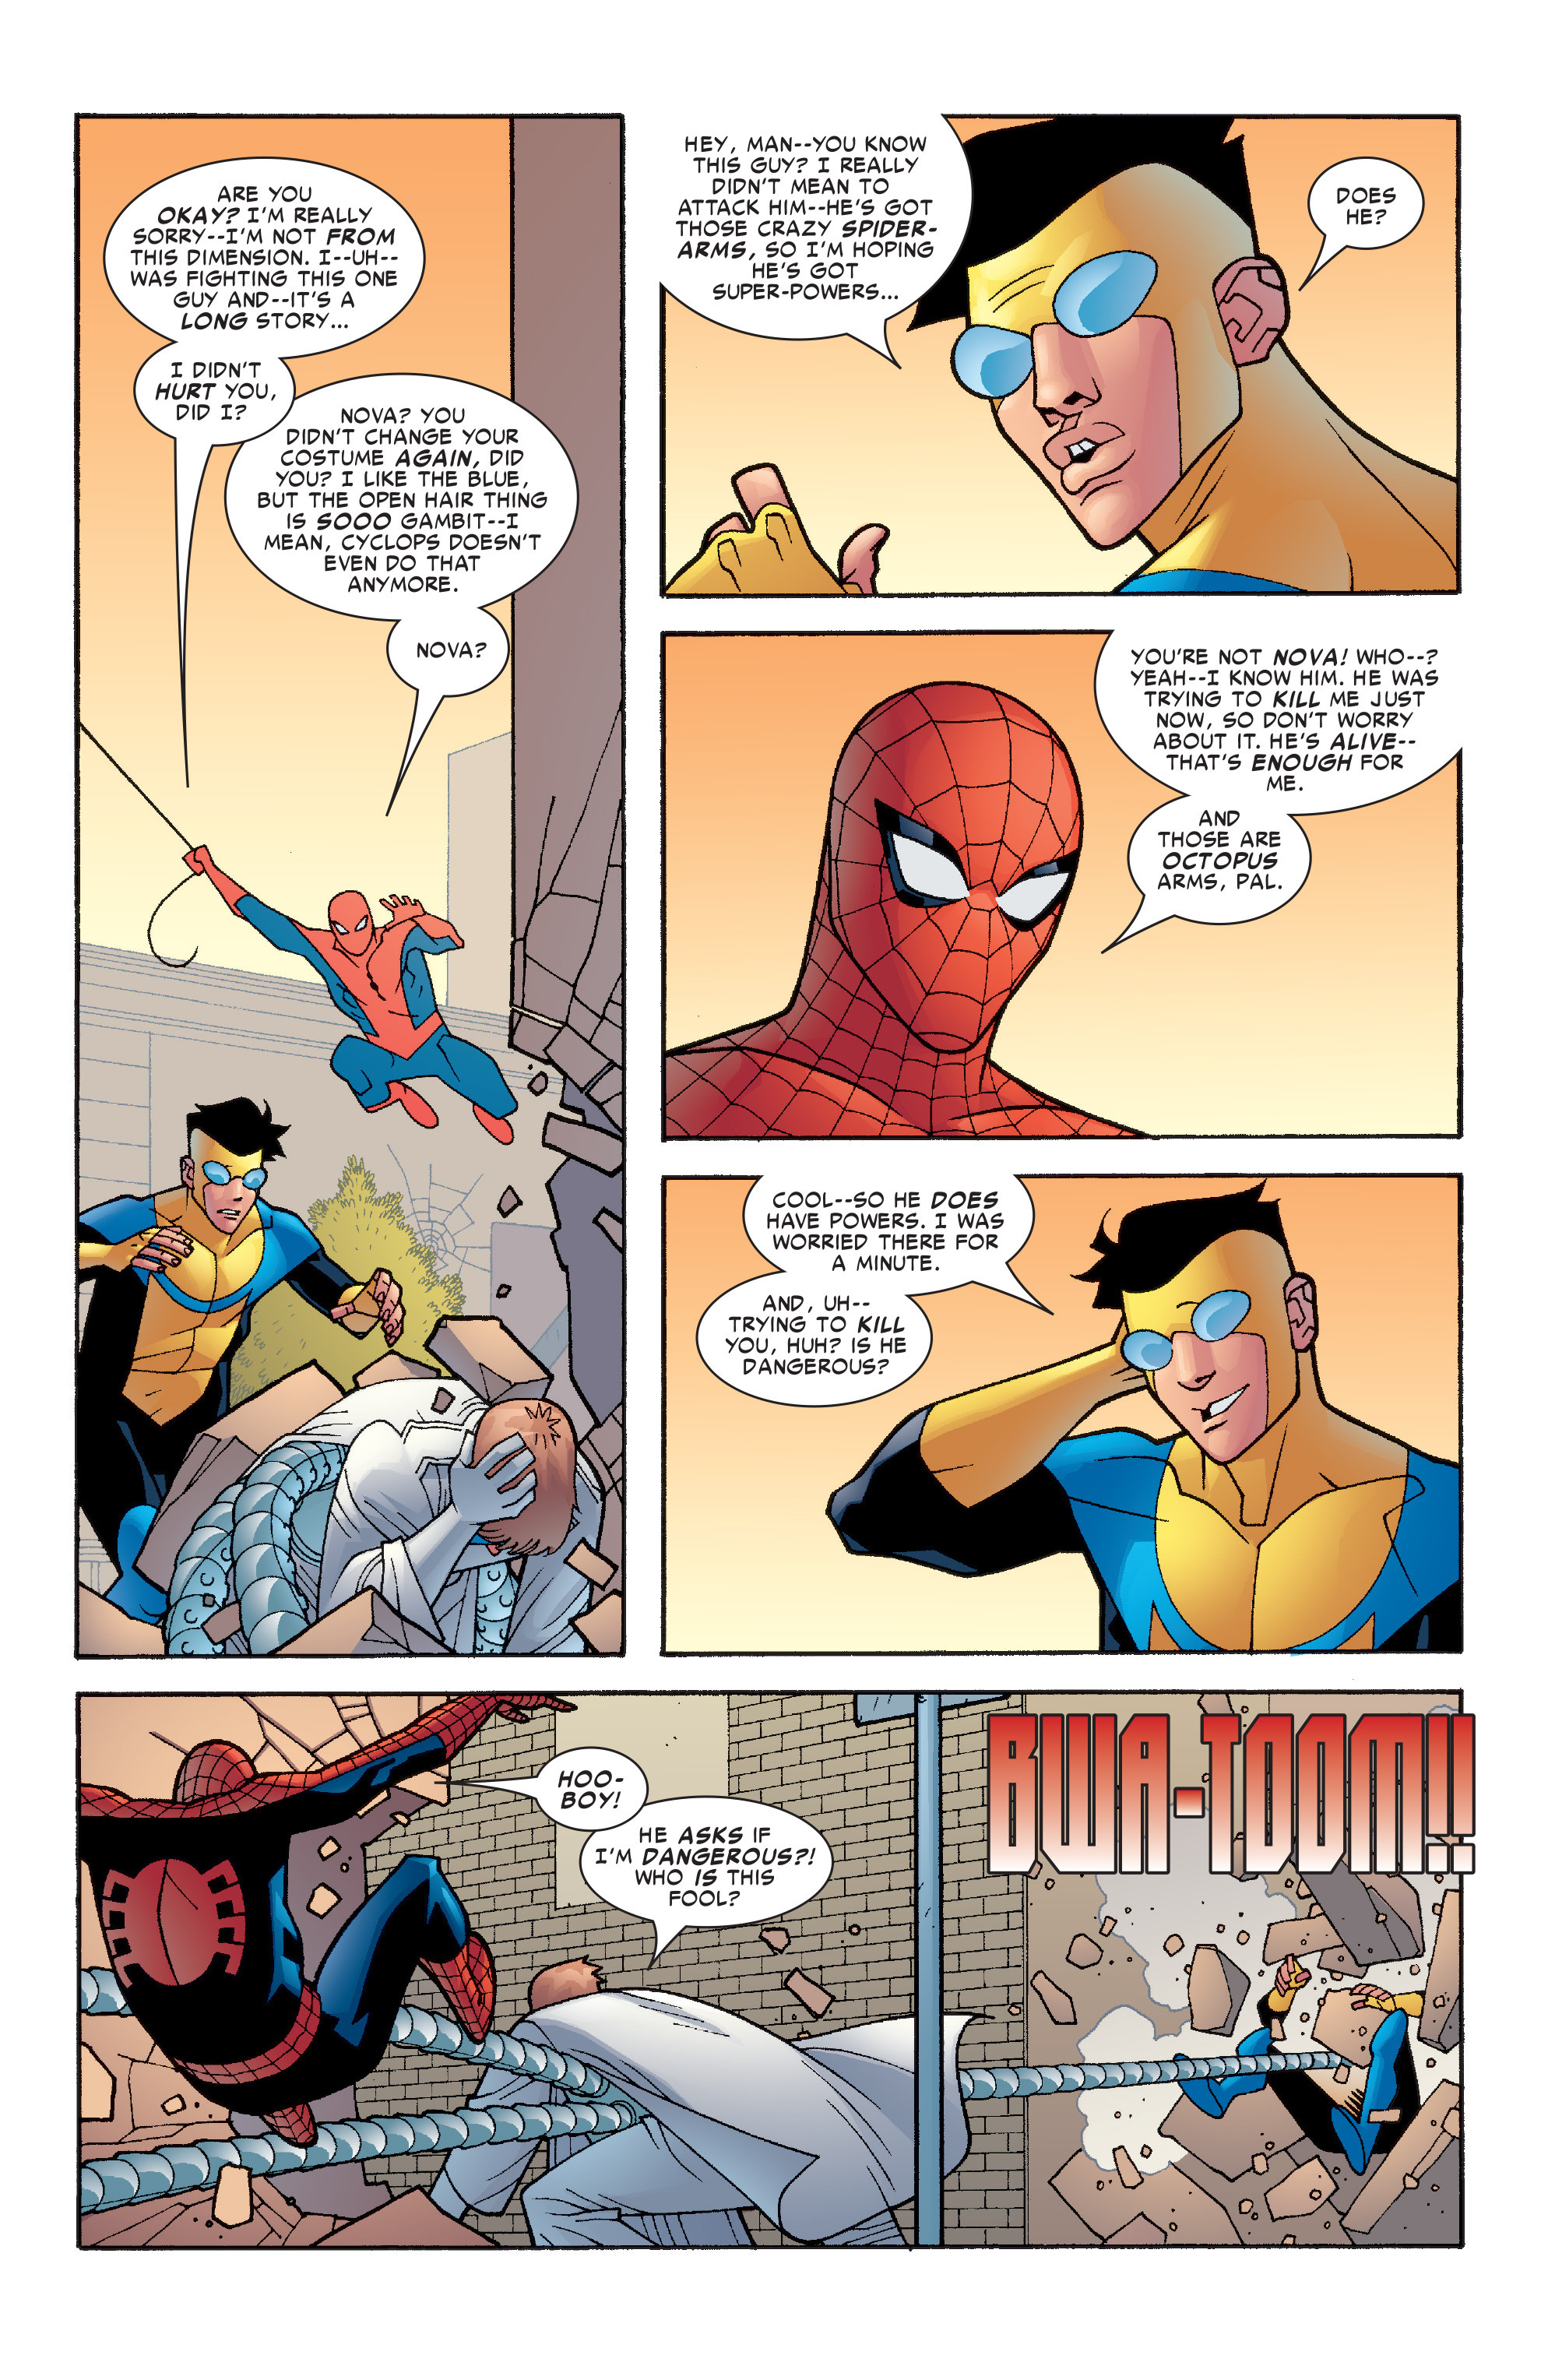 ARE YOU
OKAY? I'M REALLY
SORRY--I'M NOT FROM
THIS DIMENSION. I--UH--
WAS FIGHTING THIS ONE
GUY AND--IT'S A
LONG STORY...
I DIDN'T
HURT YOU,
DID I?
NOVA? YOU
DIDN'T CHANGE YOUR
COSTUME AGAIN, DID
YOU? I LIKE THE BLUE,
BUT THE OPEN HAIR THING
IS SOOO GAMBIT--I
MEAN, CYCLOPS DOESN'T
EVEN DO THAT
ANYMORE.
NOVA?
HEY, MAN--YOU KNOW
THIS GUY? I REALLY
DIDN'T MEAN TO
ATTACK HIM--HE'S GOT
THOSE CRAZY SPIDER-
ARMS, SO I'M HOPING
HE'S GOT
SUPER-POWERS...
DOES
HE?
YOU'RE NOT NOVA! WHO--?
YEAH--I KNOW HIM. HE WAS
TRYING TO KILL ME JUST
NOW, SO DON'T WORRY
ABOUT IT. HE'S ALIVE--
THAT'S ENOUGH FOR
ME.
AND
THOSE ARE
OCTOPUS
ARMS, PAL.
COOL--SO HE DOES
HAVE POWERS. I WAS
WORRIED THERE FOR
A MINUTE.
AND, UH--
TRYING TO KILL
YOU, HUH? IS HE
DANGEROUS?
HOO-
BOY!
HE ASKS IF
I'M DANGEROUS?!
WHO IS THIS
FOOL?
BWA-TOOM!!